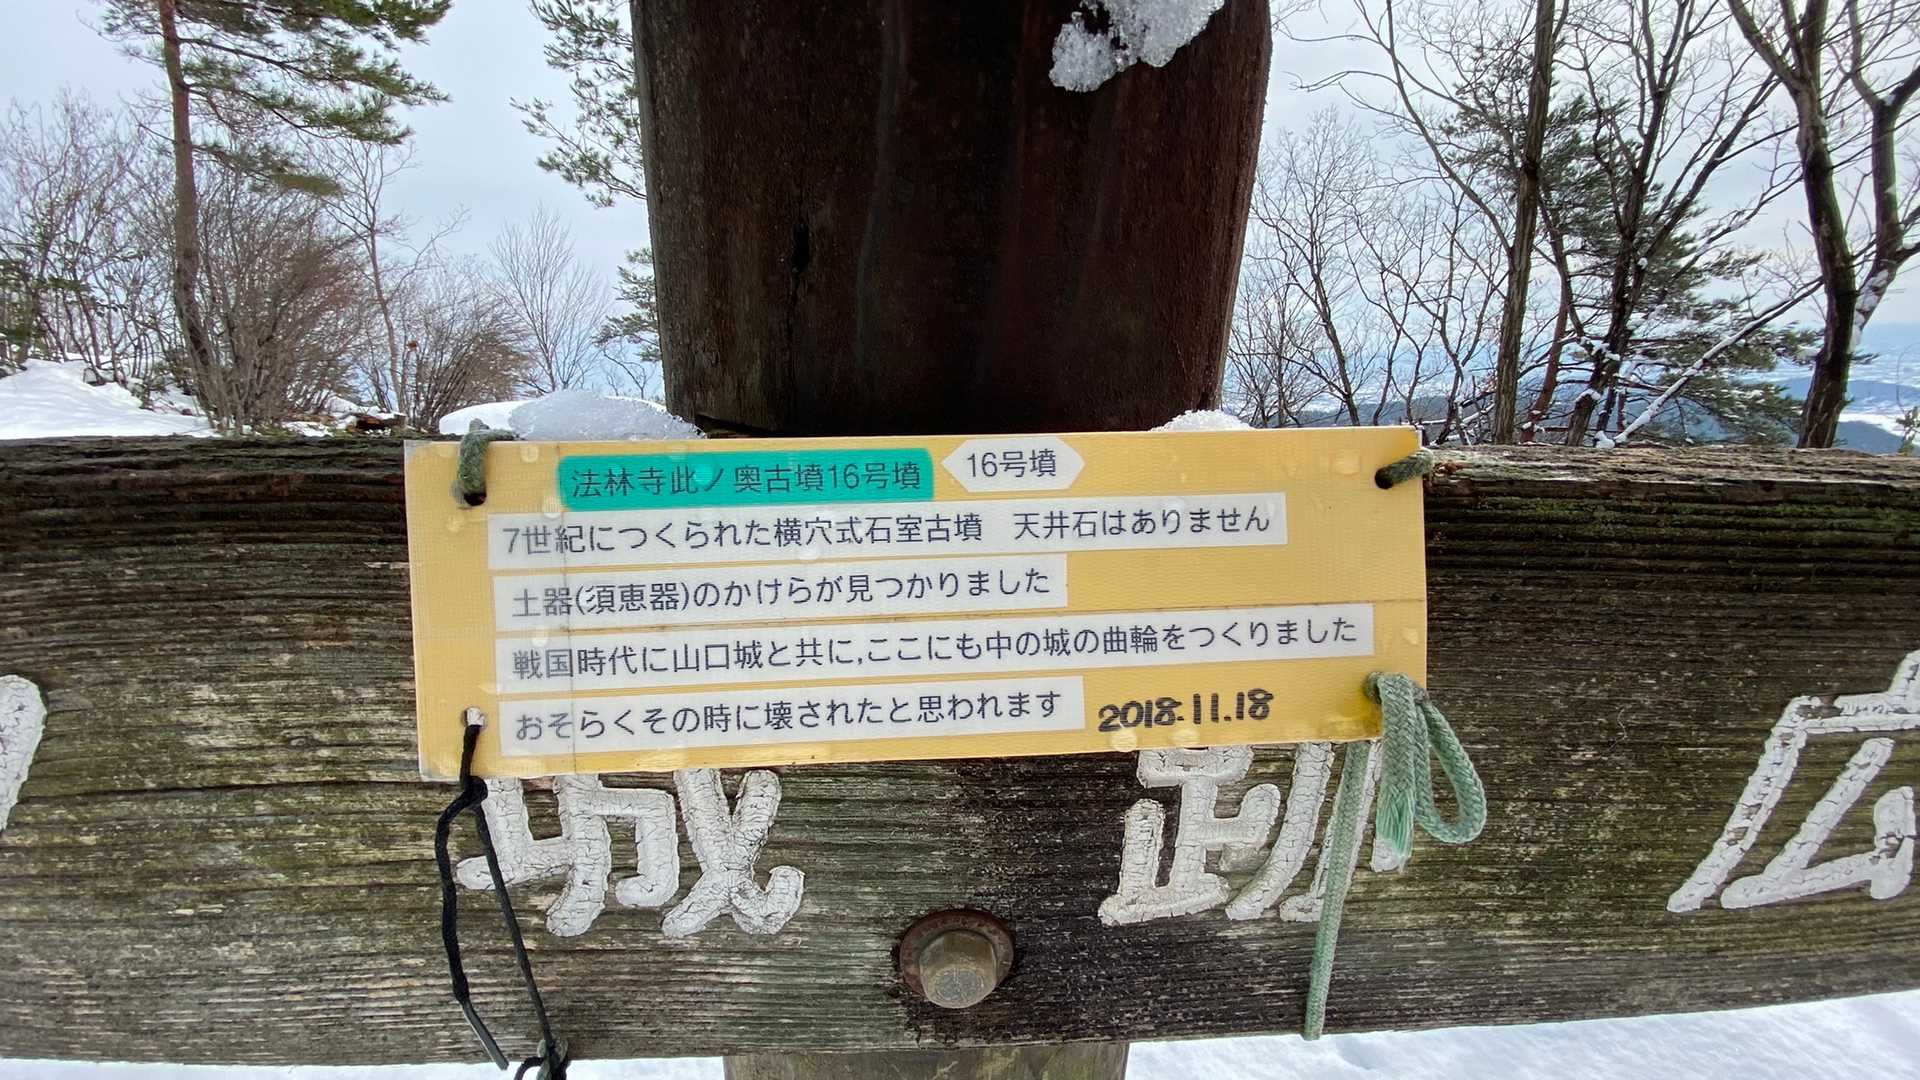 法林寺此ノ奥古墳16号墳 16号墳
7世紀につくられた横穴式石室古墳 天井石はありません
土器(須恵器)のかけらが見つかりました
戦国時代に山口城と共に,ここにも中の城の曲輪をつくりました
おそらくその時に壊されたと思われます 2018.11.18
城跡広